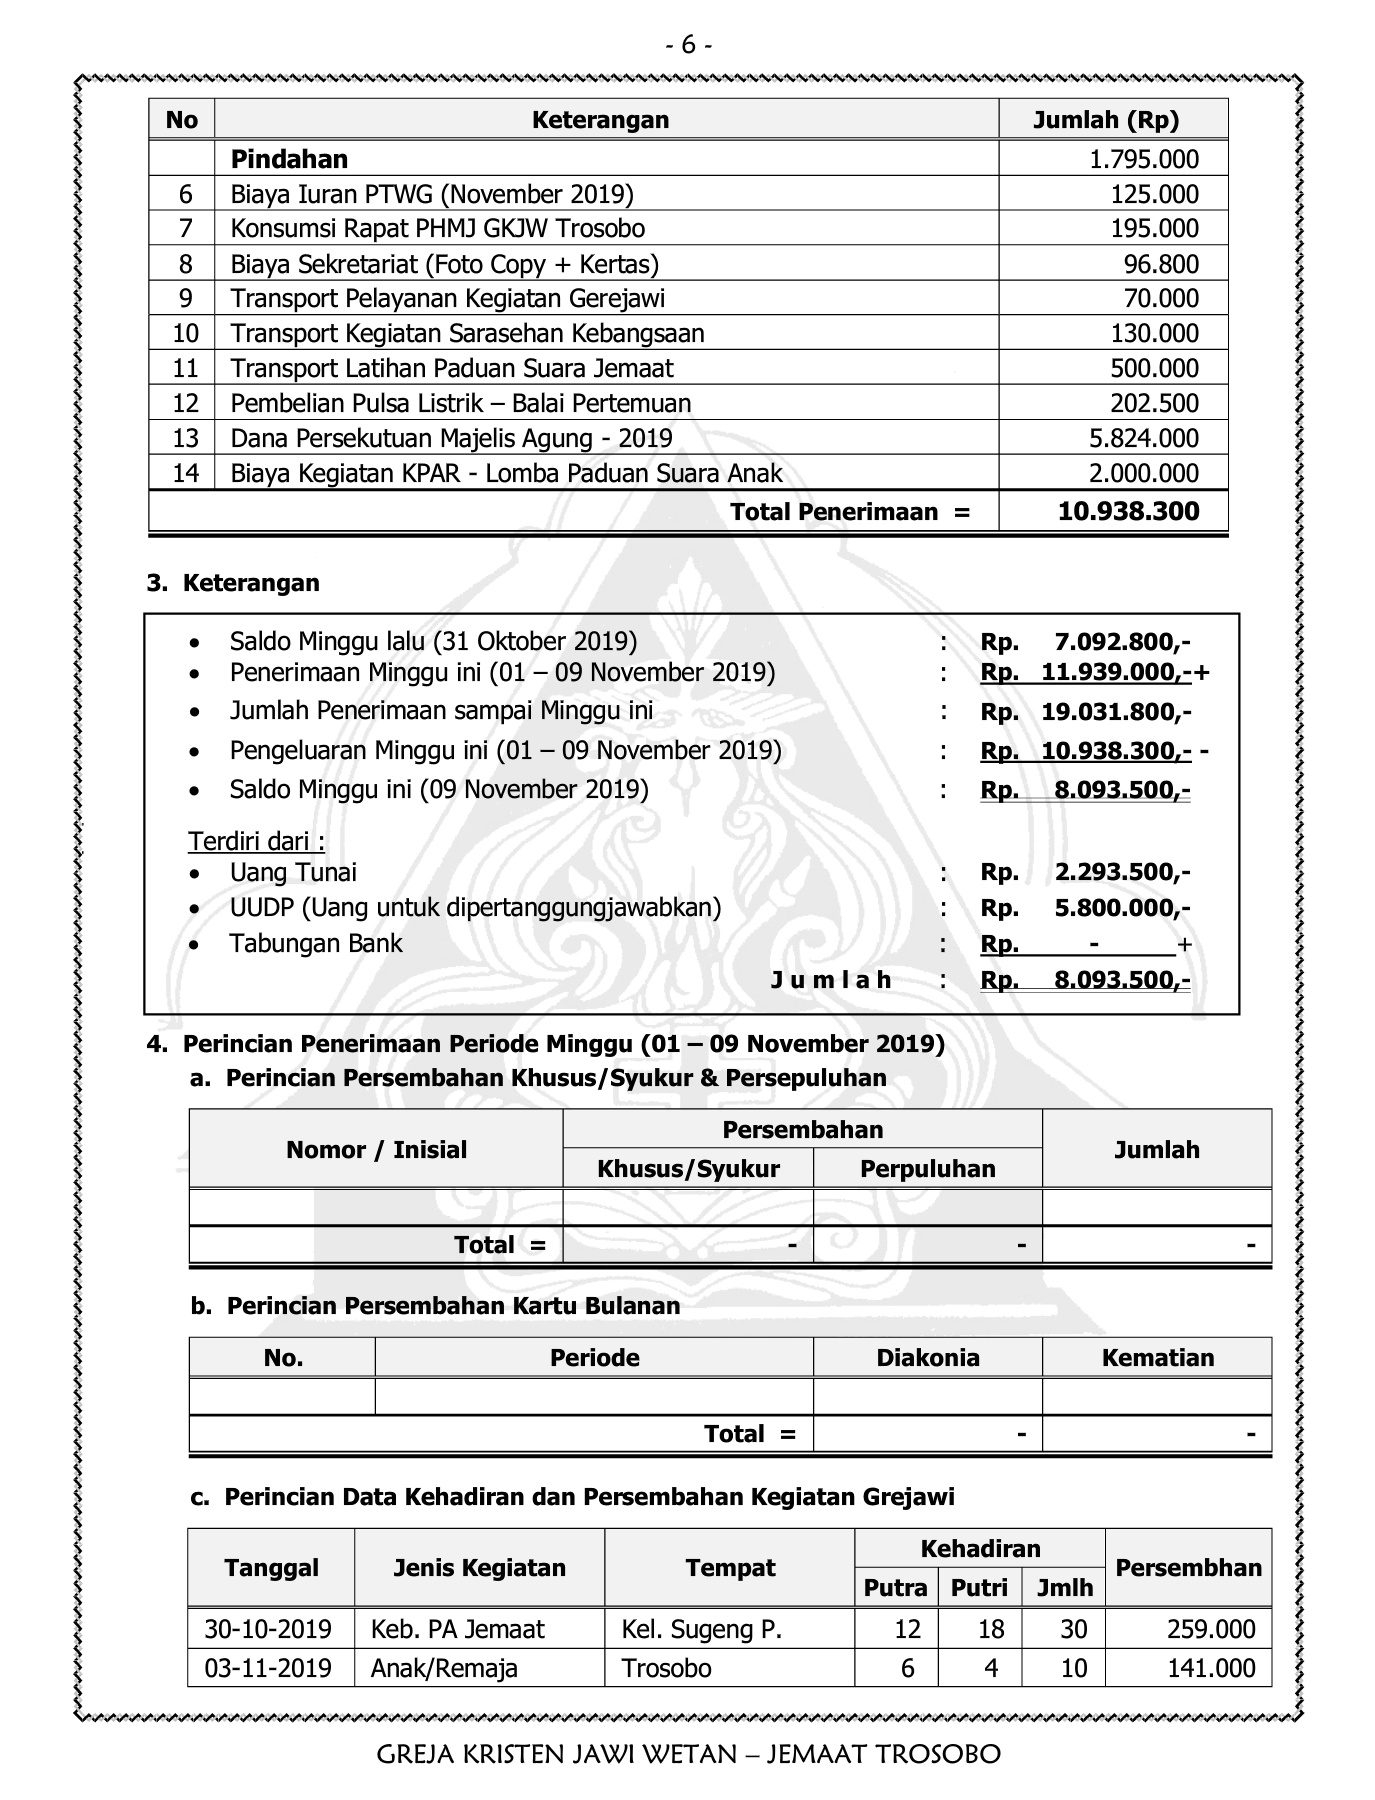 - 6 -
No Keterangan Jumlah (Rp)
Pindahan 1.795.000
6 Biaya Iuran PTWG (November 2019) 125.000
7 Konsumsi Rapat PHMJ GKJW Trosobo 195.000
8 Biaya Sekretariat (Foto Copy + Kertas) 96.800
9 Transport Pelayanan Kegiatan Gerejawi 70.000
10 Transport Kegiatan Sarasehan Kebangsaan 130.000
11 Transport Latihan Paduan Suara Jemaat 500.000
12 Pembelian Pulsa Listrik – Balai Pertemuan 202.500
13 Dana Persekutuan Majelis Agung - 2019 5.824.000
14 Biaya Kegiatan KPAR - Lomba Paduan Suara Anak 2.000.000
Total Penerimaan = 10.938.300
3. Keterangan
• Saldo Minggu lalu (31 Oktober 2019) : Rp. 7.092.800,-
• Penerimaan Minggu ini (01 – 09 November 2019) : Rp. 11.939.000,-+
• Jumlah Penerimaan sampai Minggu ini : Rp. 19.031.800,-
• Pengeluaran Minggu ini (01 – 09 November 2019) : Rp. 10.938.300,- -
• Saldo Minggu ini (09 November 2019) : Rp. 8.093.500,-
Terdiri dari :
• Uang Tunai : Rp. 2.293.500,-
• UUDP (Uang untuk dipertanggungjawabkan) : Rp. 5.800.000,-
• Tabungan Bank : Rp. - +
J u m l a h : Rp. 8.093.500,-
4. Perincian Penerimaan Periode Minggu (01 – 09 November 2019)
a. Perincian Persembahan Khusus/Syukur & Persepuluhan
Nomor / Inisial Persembahan Jumlah
Khusus/Syukur Perpuluhan
Total = - - -
b. Perincian Persembahan Kartu Bulanan
No. Periode Diakonia Kematian
Total = - -
c. Perincian Data Kehadiran dan Persembahan Kegiatan Grejawi
Tanggal Jenis Kegiatan Tempat Kehadiran Persembhan
Putra Putri Jmlh
30-10-2019 Keb. PA Jemaat Kel. Sugeng P. 12 18 30 259.000
03-11-2019 Anak/Remaja Trosobo 6 4 10 141.000
GREJA KRISTEN JAWI WETAN – JEMAAT TROSOBO